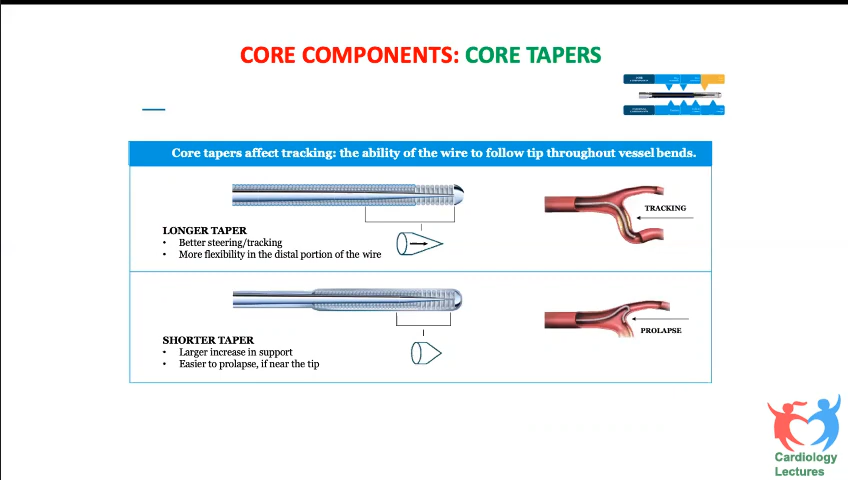 CORE COMPONENTS: CORE TAPERS
Core tapers affect tracking: the ability of the wire to follow tip throughout vessel bends.
LONGER TAPER
• Better steering/tracking
• More flexibility in the distal portion of the wire
TRACKING
SHORTER TAPER
• Larger increase in support
• Easier to prolapse, if near the tip
PROLAPSE
Cardiology
Lectures